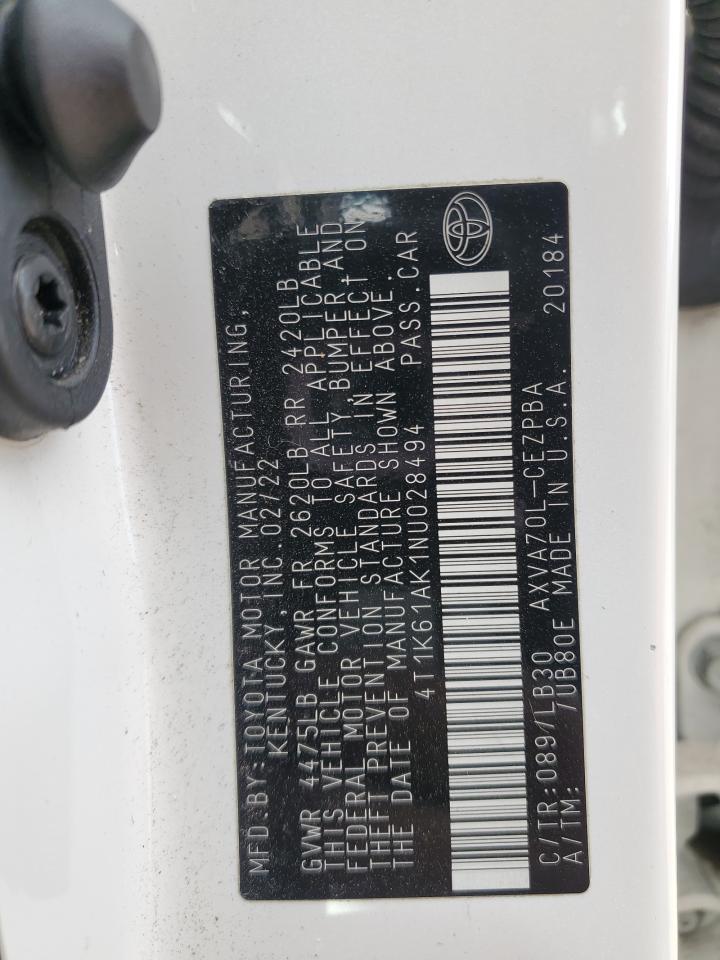 MFD.BY:TOYOTA MOTOR MANUFACTURING,
KENTUCKY,INC.02/22
GVWR 4475LB GAWR FR 2620LB RR 2420LB
THIS VEHICLE CONFORMS TO ALL APPLICABLE
FEDERAL MOTOR VEHICLE SAFETY,BUMPER,AND
THEFT PREVENTION STANDARDS IN EFFECT ON
THE DATE OF MANUFACTURE SHOWN ABOVE.
4T1K61AK1NU028494 PASS.CAR
C/TR:089/LB30 AXVA70L-CEZPBA
A/TM: /UB80E MADE IN U.S.A. 20184